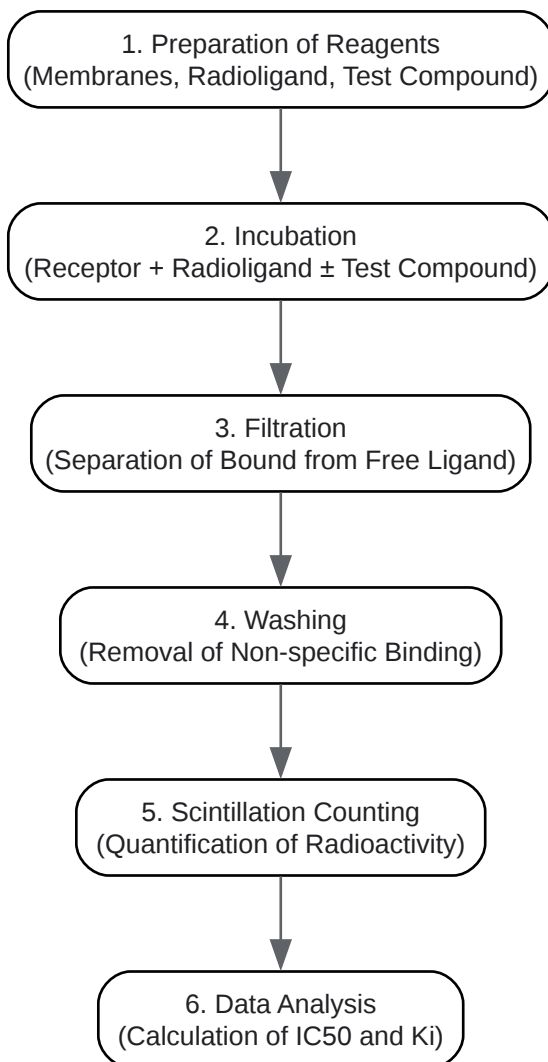 1. Preparation of Reagents
(Membranes, Radioligand, Test Compound)
2. Incubation
(Receptor + Radioligand ± Test Compound)
3. Filtration
(Separation of Bound from Free Ligand)
4. Washing
(Removal of Non-specific Binding)
5. Scintillation Counting
(Quantification of Radioactivity)
6. Data Analysis
(Calculation of IC50 and Ki)